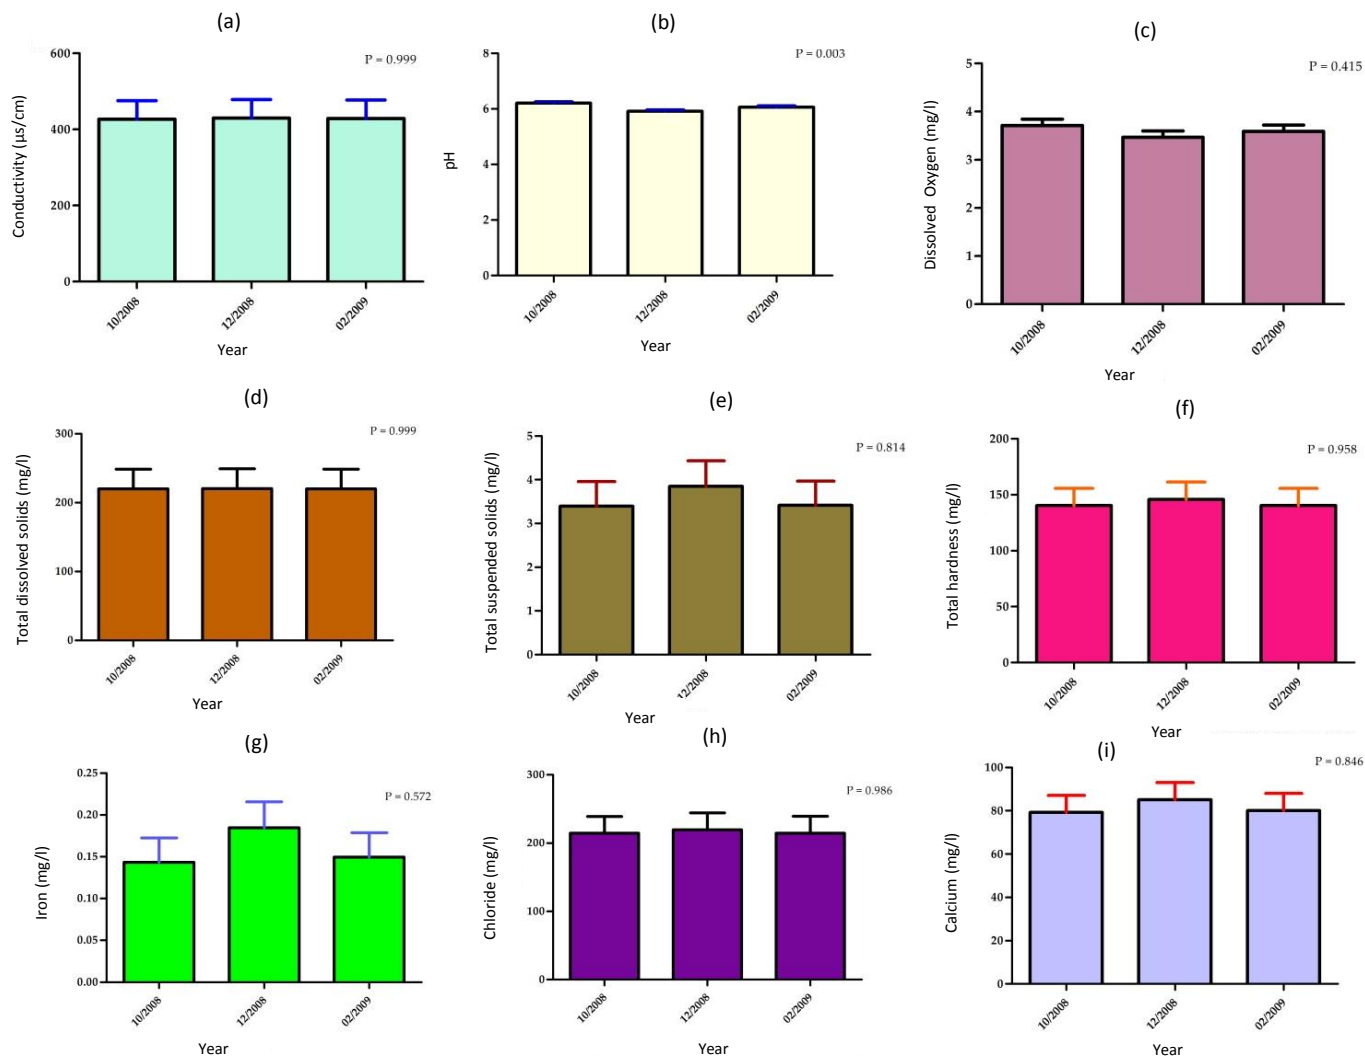 (a)
P = 0.999
Conductivity (µs/cm)
600
400
200
0
10/2008
12/2008
02/2009
Year
(b)
P = 0.003
pH
8
6
4
2
0
10/2008
12/2008
02/2009
Year
(c)
P = 0.415
Dissolved Oxygen (mg/l)
5
4
3
2
1
0
10/2008
12/2008
02/2009
Year
(d)
P = 0.999
Total dissolved solids (mg/l)
300
200
100
0
10/2008
12/2008
02/2009
Year
(e)
P = 0.814
Total suspended solids (mg/l)
5
4
3
2
1
0
10/2008
12/2008
02/2009
Year
(f)
P = 0.958
Total hardness (mg/l)
200
150
100
50
0
10/2008
12/2008
02/2009
Year
(g)
P = 0.572
Iron (mg/l)
0.25
0.20
0.15
0.10
0.05
0.00
10/2008
12/2008
02/2009
Year
(h)
P = 0.986
Chloride (mg/l)
300
200
100
0
10/2008
12/2008
02/2009
Year
(i)
P = 0.846
Calcium (mg/l)
100
80
60
40
20
0
10/2008
12/2008
02/2009
Year